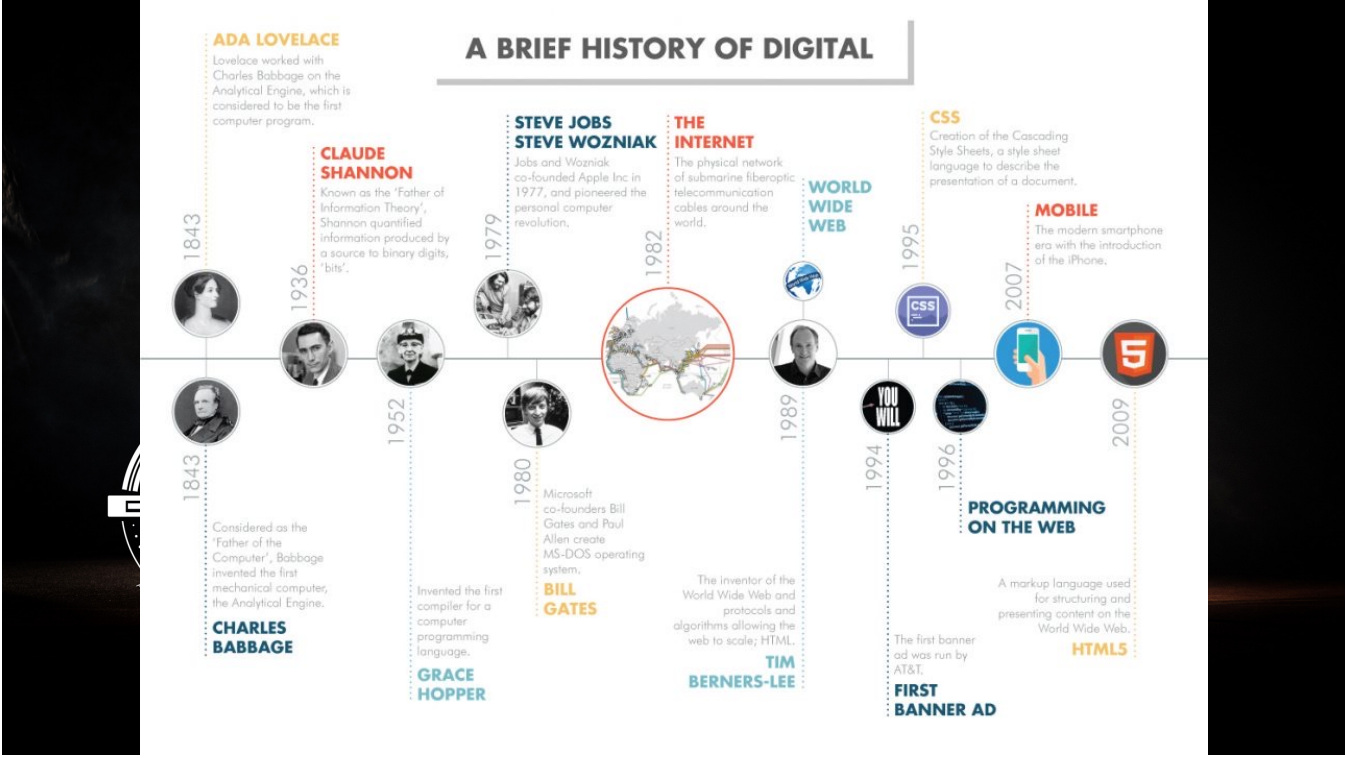 A BRIEF HISTORY OF DIGITAL
ADA LOVELACE
Lovelace worked with
Charles Babbage on the
Analytical Engine, which is
considered to be the first
computer program.
1843
CLAUDE
SHANNON
Known as the ‘Father of
Information Theory’,
Shannon quantified
information produced by
a source to binary digits,
‘bits’.
1936
STEVE JOBS
STEVE WOZNIAK
Jobs and Wozniak
co-founded Apple Inc in
1977, and pioneered the
personal computer
revolution.
1979
THE
INTERNET
The physical network
of submarine fiberoptic
telecommunication
cables around the
world.
1982
WORLD
WIDE
WEB
CSS
Creation of the Cascading
Style Sheets, a style sheet
language to describe the
presentation of a document.
1995
CSS
MOBILE
The modern smartphone
era with the introduction
of the iPhone.
2007
5
1843
Considered as the
‘Father of the
Computer’, Babbage
invented the first
mechanical computer,
the Analytical Engine.
CHARLES
BABBAGE
1952
Invented the first
compiler for a
computer
programming
language.
GRACE
HOPPER
1980
Microsoft
co-founders Bill
Gates and Paul
Allen create
MS-DOS operating
system.
BILL
GATES
1989
The inventor of the
World Wide Web and
protocols and
algorithms allowing the
web to scale; HTML.
TIM
BERNERS-LEE
YOU
WILL
1994
The first banner
ad was run by
AT&T.
FIRST
BANNER AD
1996
PROGRAMMING
ON THE WEB
2009
A markup language used
for structuring and
presenting content on the
World Wide Web.
HTML5